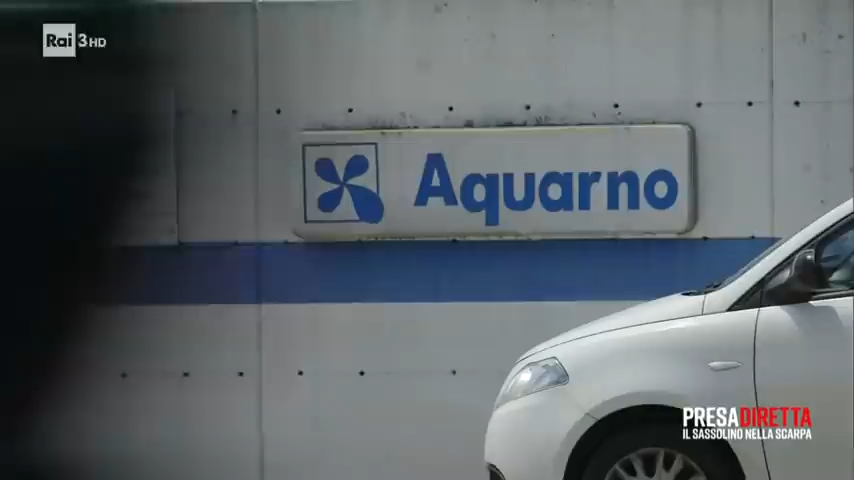 Rai 3HD
Aquarno
PRESADIRETTA
IL SASSOLINO NELLA SCARPA